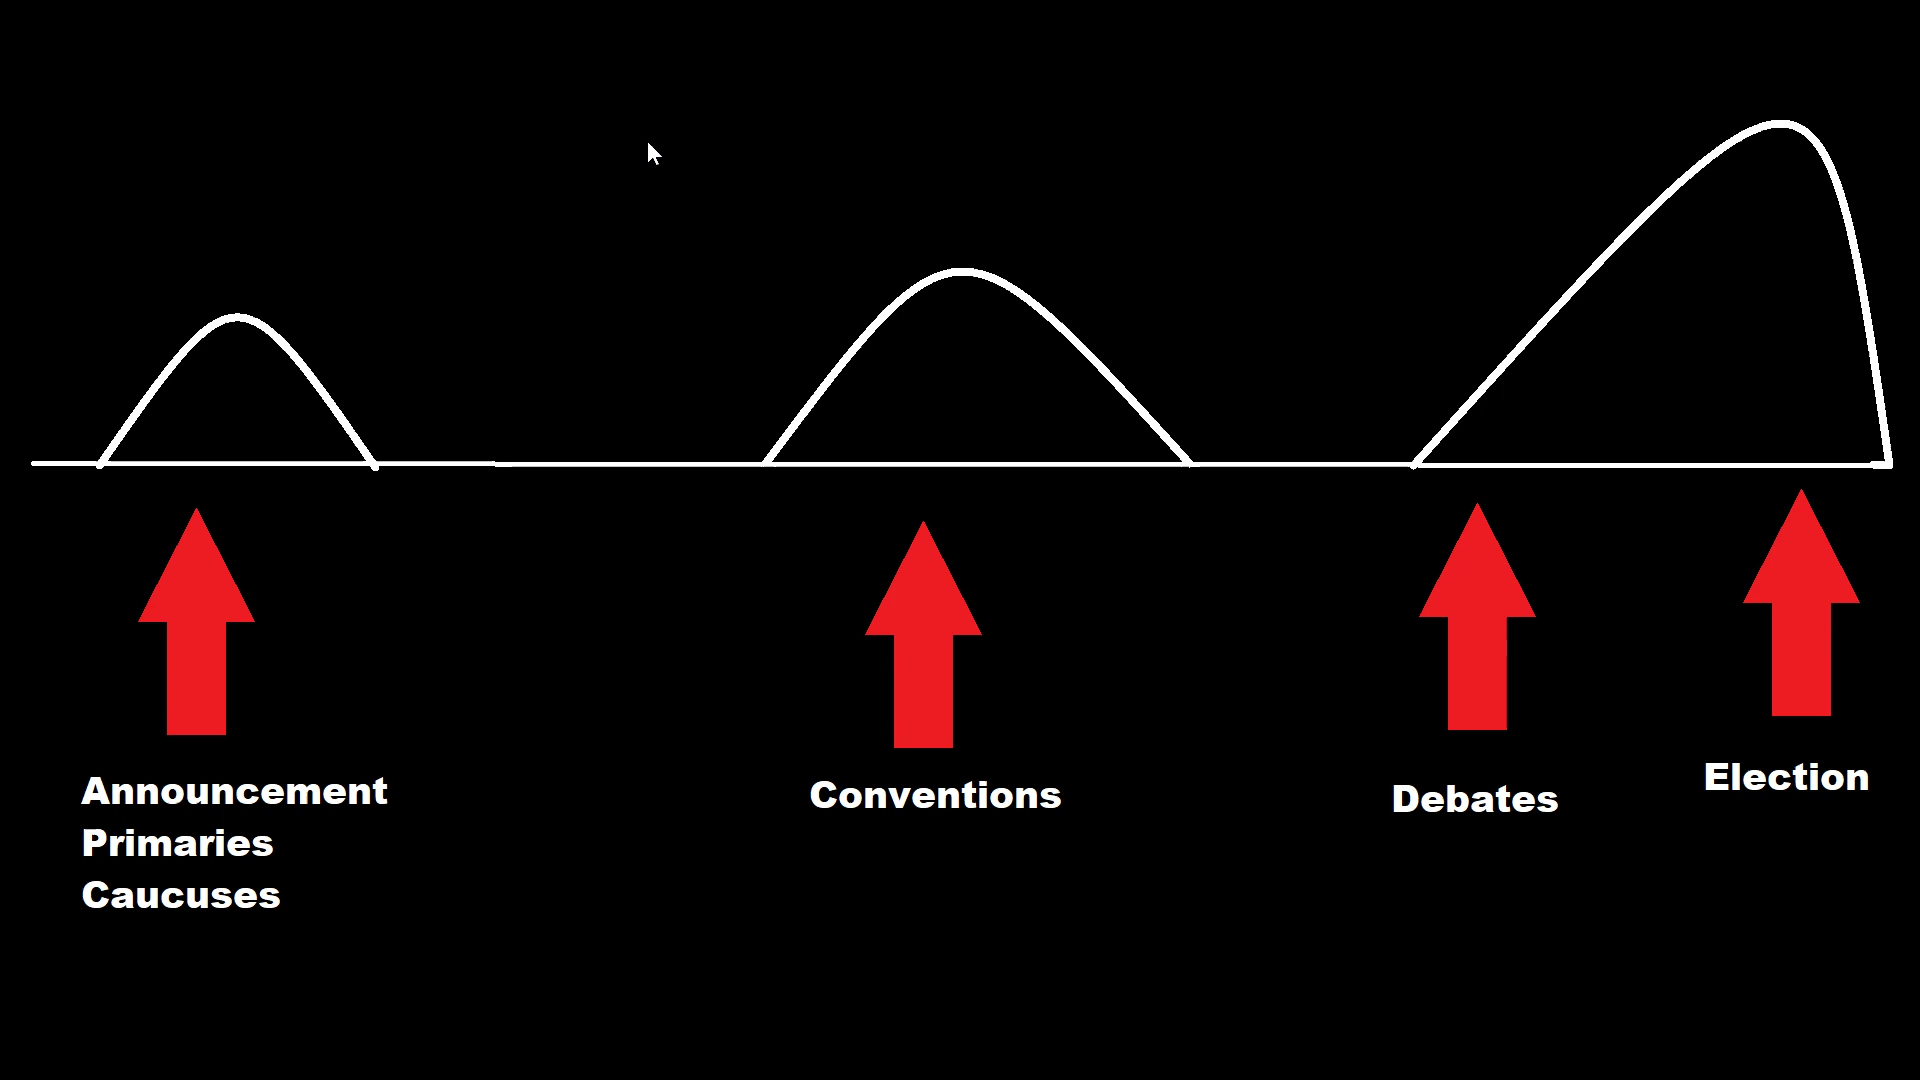 Announcement
Primaries
Caucuses
Conventions
Debates
Election